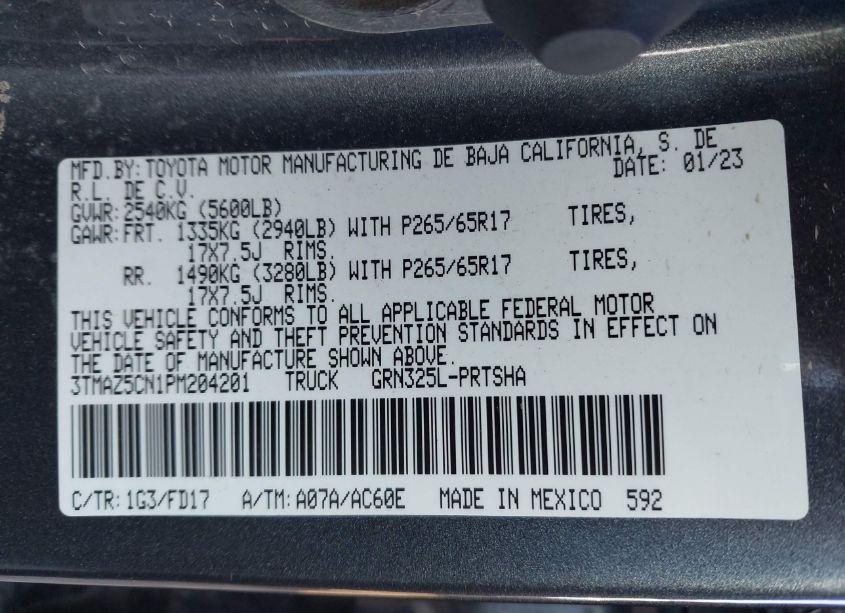 MFD.BY: TOYOTA MOTOR MANUFACTURING DE BAJA CALIFORNIA, S. DE
R.L. DE C.V. DATE: 01/23
GVWR: 2540KG (5600LB)
GAWR: FRT. 1335KG (2940LB) WITH P265/65R17 TIRES,
17X7.5J RIMS.
RR. 1490KG (3280LB) WITH P265/65R17 TIRES,
17X7.5J RIMS.
THIS VEHICLE CONFORMS TO ALL APPLICABLE FEDERAL MOTOR
VEHICLE SAFETY AND THEFT PREVENTION STANDARDS IN EFFECT ON
THE DATE OF MANUFACTURE SHOWN ABOVE.
3TMAZ5CN1PM204201 TRUCK GRN325L-PRTSHA
C/TR: 1G3/FD17 A/TM: A07A/AC60E MADE IN MEXICO 592